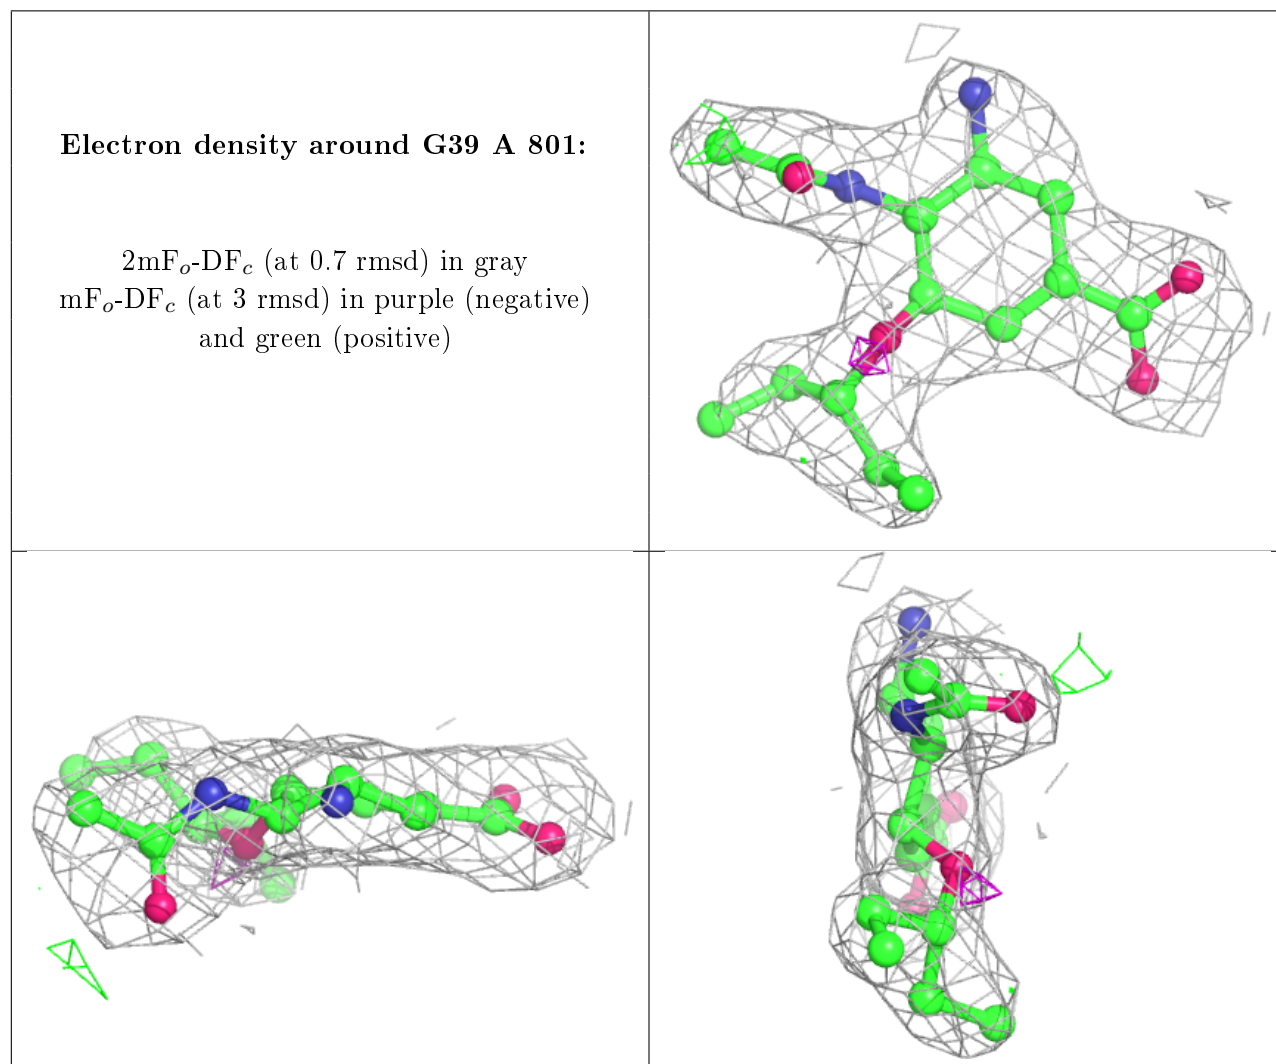 Electron density around G39 A 801:
2mFo-DFc (at 0.7 rmsd) in gray
mFo-DFc (at 3 rmsd) in purple (negative)
and green (positive)